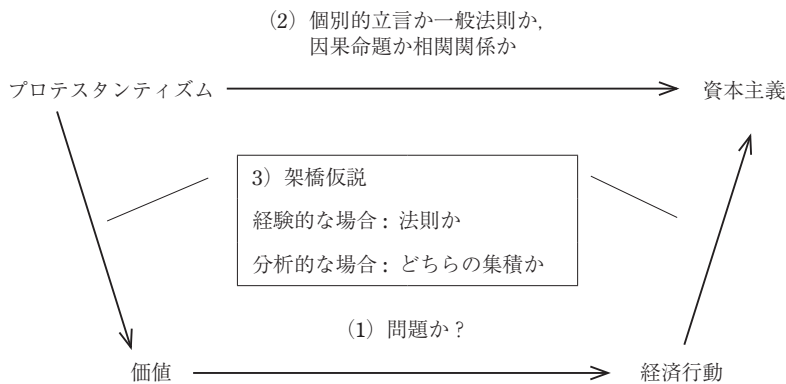 (2) 個別的立言か一般法則か,
因果命題か相関関係か
プロテスタンティズム
資本主義
3) 架橋仮説
経験的な場合: 法則か
分析的な場合: どちらの集積か
(1) 問題か?
価値
経済行動